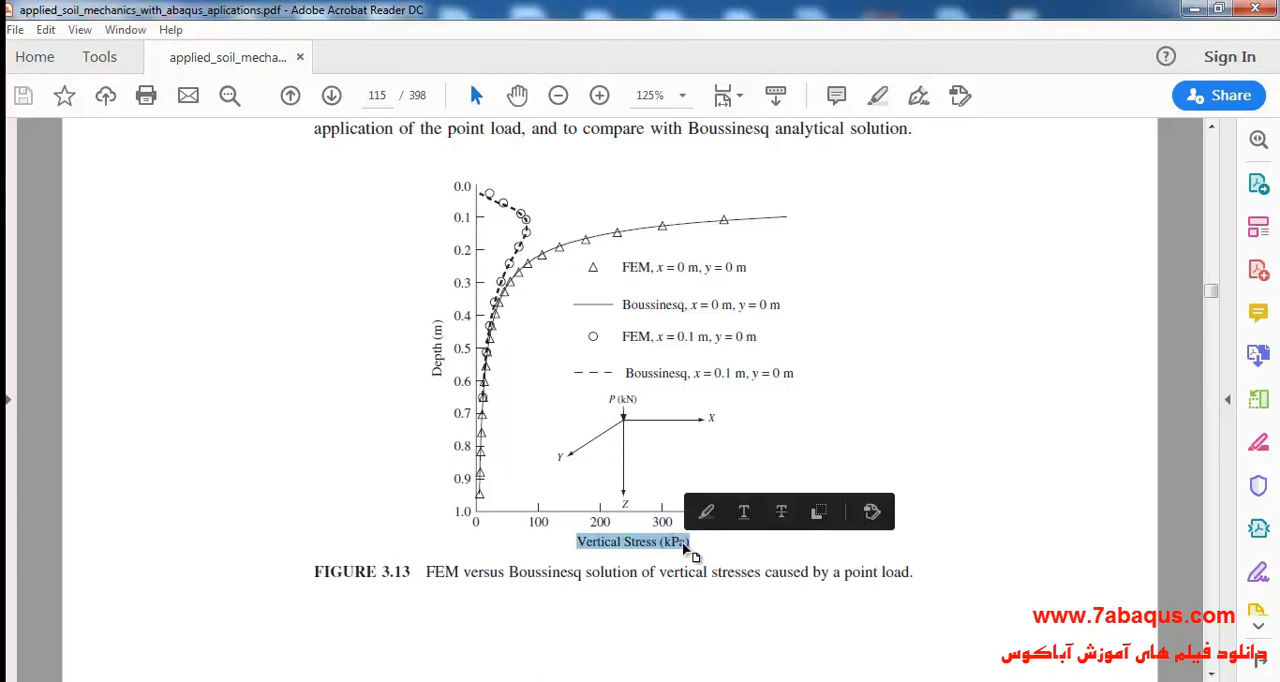 applied_soil_mechanics_with_abaqus_aplications.pdf - Adobe Acrobat Reader DC
File Edit View Window Help
Home Tools applied_soil_mecha... × ? Sign In
115 / 398 125% Share
application of the point load, and to compare with Boussinesq analytical solution.
0.0
0.1
0.2
0.3
0.4
0.5
0.6
0.7
0.8
0.9
1.0
Depth (m)
FEM, x = 0 m, y = 0 m
Boussinesq, x = 0 m, y = 0 m
FEM, x = 0.1 m, y = 0 m
Boussinesq, x = 0.1 m, y = 0 m
P (kN)
X
Y
Z
0 100 200 300
Vertical Stress (kPa)
FIGURE 3.13 FEM versus Boussinesq solution of vertical stresses caused by a point load.
www.7abaqus.com
دانلود فیلم های آموزش آباکوس